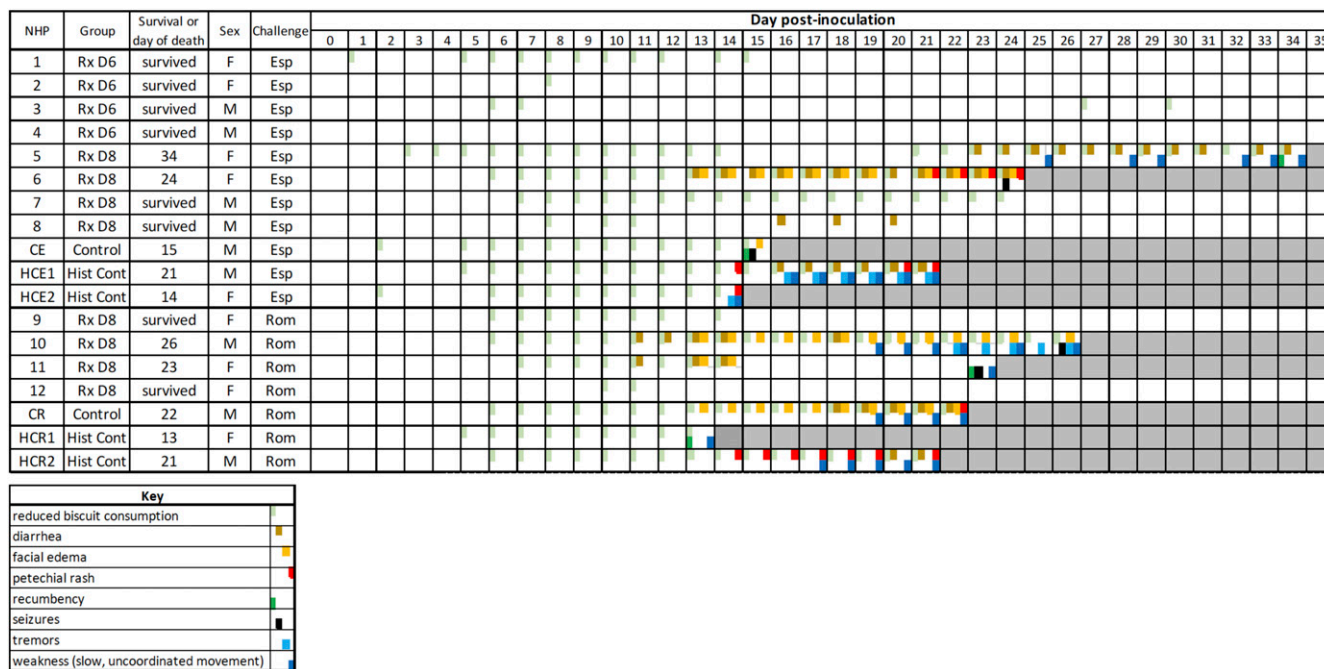 NHP Group Survival or day of death Sex Challenge Day post-inoculation
0 1 2 3 4 5 6 7 8 9 10 11 12 13 14 15 16 17 18 19 20 21 22 23 24 25 26 27 28 29 30 31 32 33 34 35
1 Rx D6 survived F Esp
2 Rx D6 survived F Esp
3 Rx D6 survived M Esp
4 Rx D6 survived M Esp
5 Rx D8 34 F Esp
6 Rx D8 24 F Esp
7 Rx D8 survived M Esp
8 Rx D8 survived M Esp
CE Control 15 M Esp
HCE1 Hist Cont 21 M Esp
HCE2 Hist Cont 14 F Esp
9 Rx D8 survived F Rom
10 Rx D8 26 M Rom
11 Rx D8 23 F Rom
12 Rx D8 survived F Rom
CR Control 22 M Rom
HCR1 Hist Cont 13 F Rom
HCR2 Hist Cont 21 M Rom
Key
reduced biscuit consumption
diarrhea
facial edema
petechial rash
recumbency
seizures
tremors
weakness (slow, uncoordinated movement)